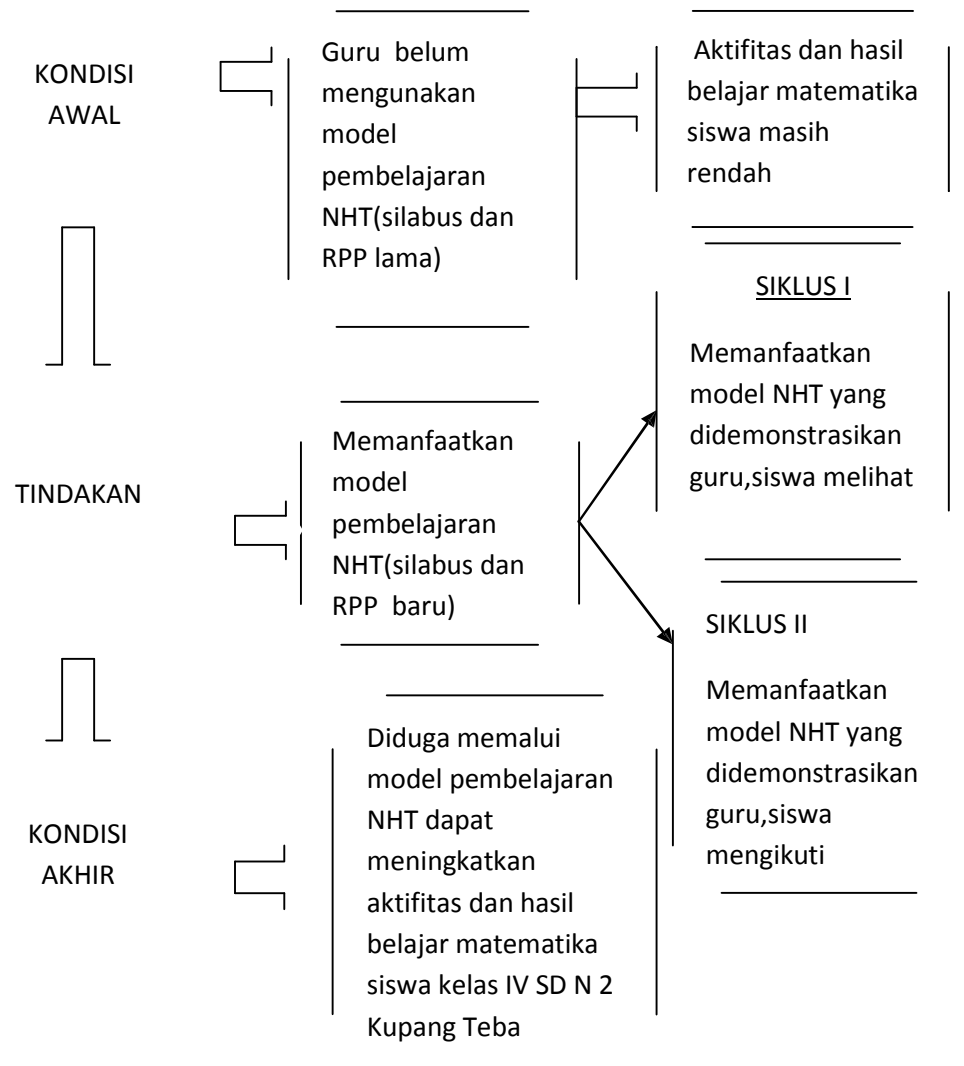 KONDISI
AWAL
Guru belum
mengunakan
model
pembelajaran
NHT(silabus dan
RPP lama)
Aktifitas dan hasil
belajar matematika
siswa masih
rendah
TINDAKAN
Memanfaatkan
model
pembelajaran
NHT(silabus dan
RPP baru)
SIKLUS I
Memanfaatkan
model NHT yang
didemonstrasikan
guru,siswa melihat
SIKLUS II
Memanfaatkan
model NHT yang
didemonstrasikan
guru,siswa
mengikuti
KONDISI
AKHIR
Diduga memalui
model pembelajaran
NHT dapat
meningkatkan
aktifitas dan hasil
belajar matematika
siswa kelas IV SD N 2
Kupang Teba